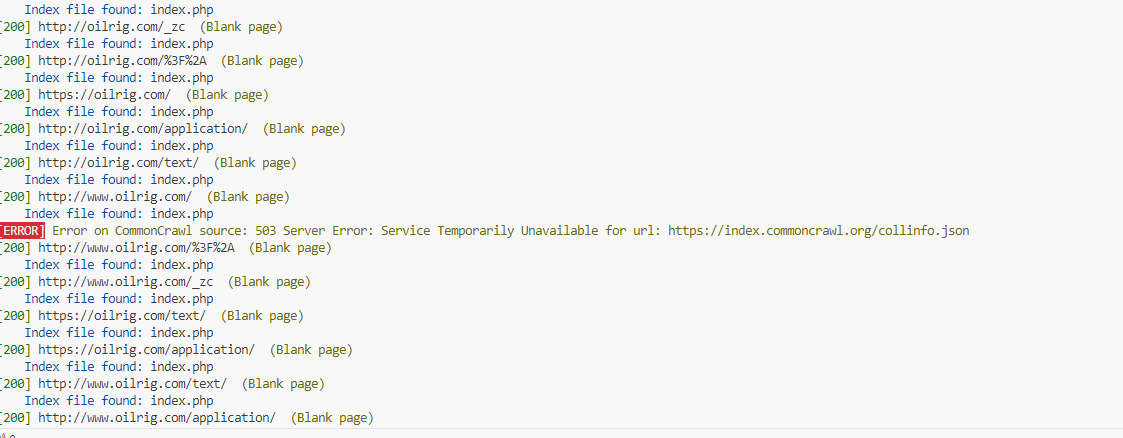 Index file found: index.php
[200] http://oilrig.com/_zc (Blank page)
Index file found: index.php
[200] http://oilrig.com/%3F%2A (Blank page)
Index file found: index.php
[200] https://oilrig.com/ (Blank page)
Index file found: index.php
[200] http://oilrig.com/application/ (Blank page)
Index file found: index.php
[200] http://oilrig.com/text/ (Blank page)
Index file found: index.php
[200] http://www.oilrig.com/ (Blank page)
Index file found: index.php
[ERROR] Error on CommonCrawl source: 503 Server Error: Service Temporarily Unavailable for url: https://index.commoncrawl.org/collinfo.json
[200] http://www.oilrig.com/%3F%2A (Blank page)
Index file found: index.php
[200] http://www.oilrig.com/_zc (Blank page)
Index file found: index.php
[200] https://oilrig.com/text/ (Blank page)
Index file found: index.php
[200] https://oilrig.com/application/ (Blank page)
Index file found: index.php
[200] http://www.oilrig.com/text/ (Blank page)
Index file found: index.php
[200] http://www.oilrig.com/application/ (Blank page)